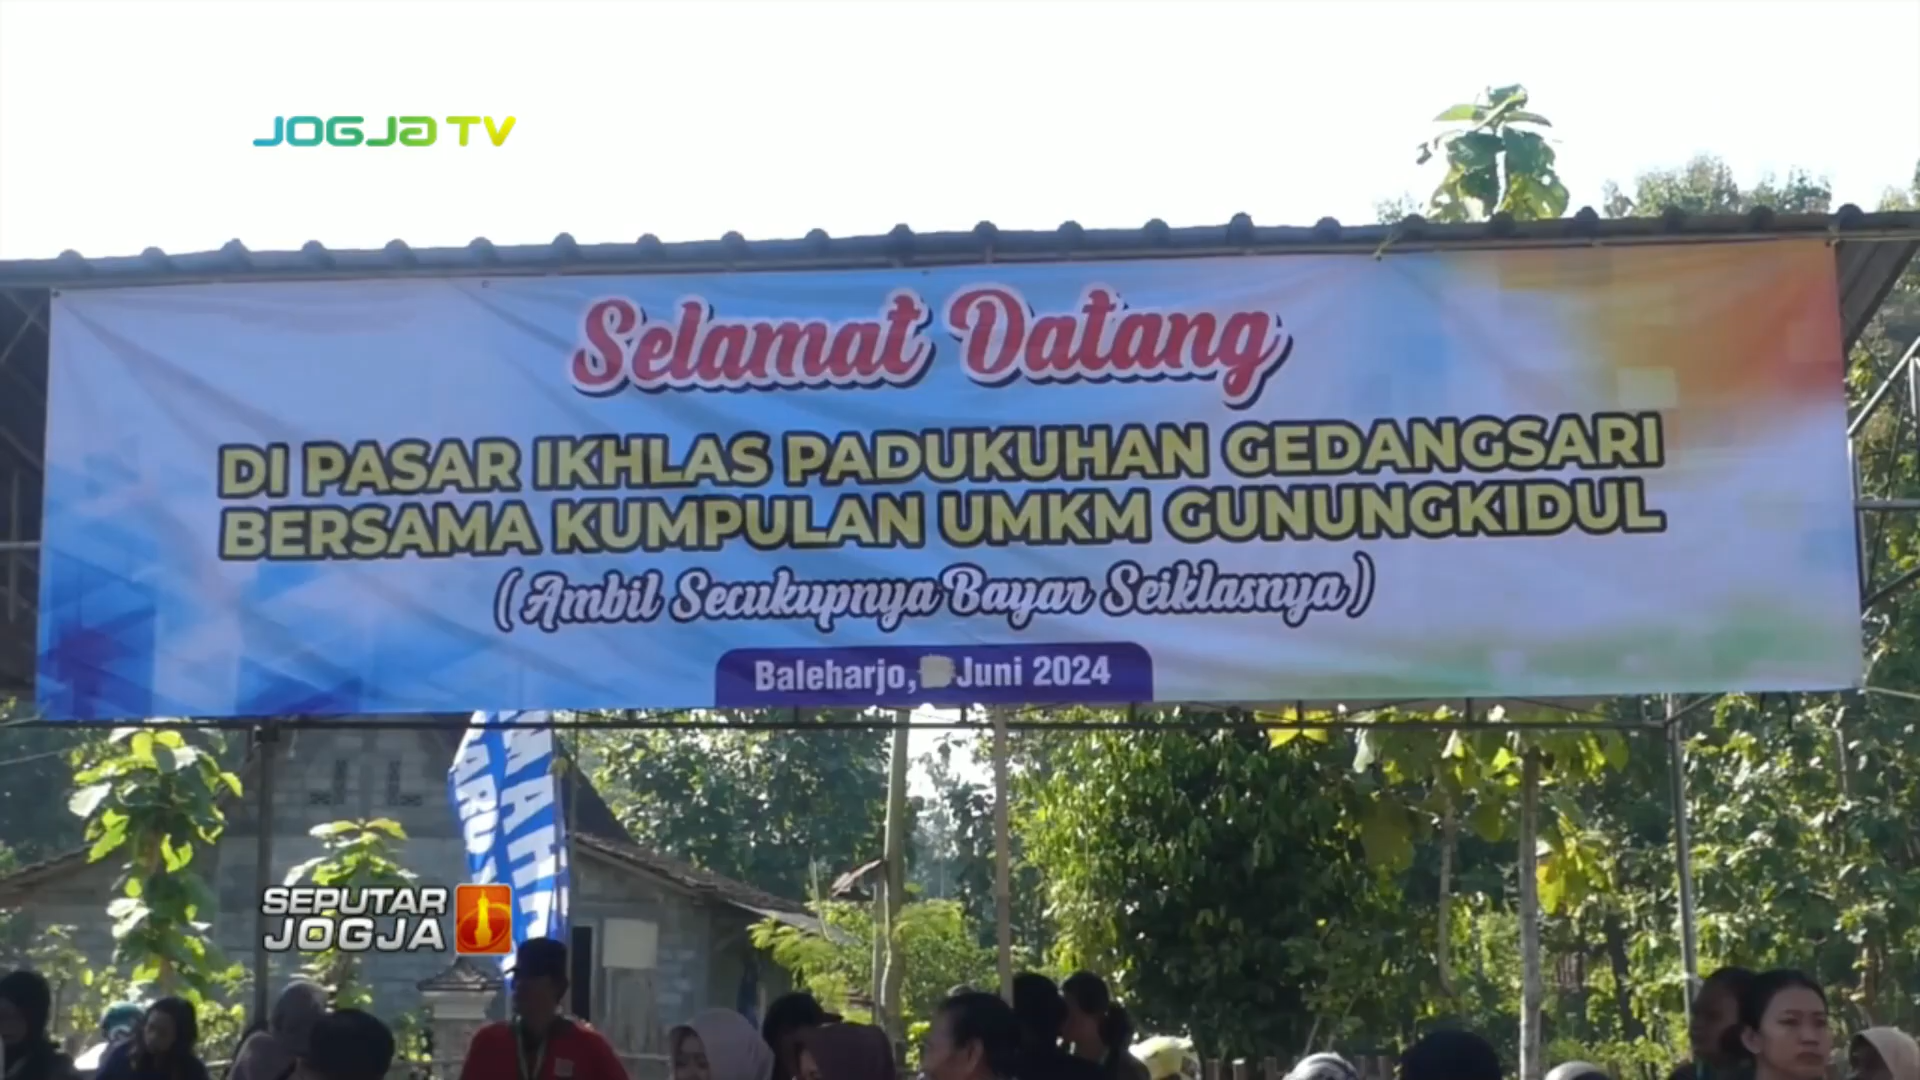 JOGJA TV
Selamat Datang
DI PASAR IKHLAS PADUKUHAN GEDANGSARI
BERSAMA KUMPULAN UMKM GUNUNGKIDUL
(Ambil Secukupnya Bayar Seiklasnya)
Baleharjo, Juni 2024
SEPUTAR
JOGJA